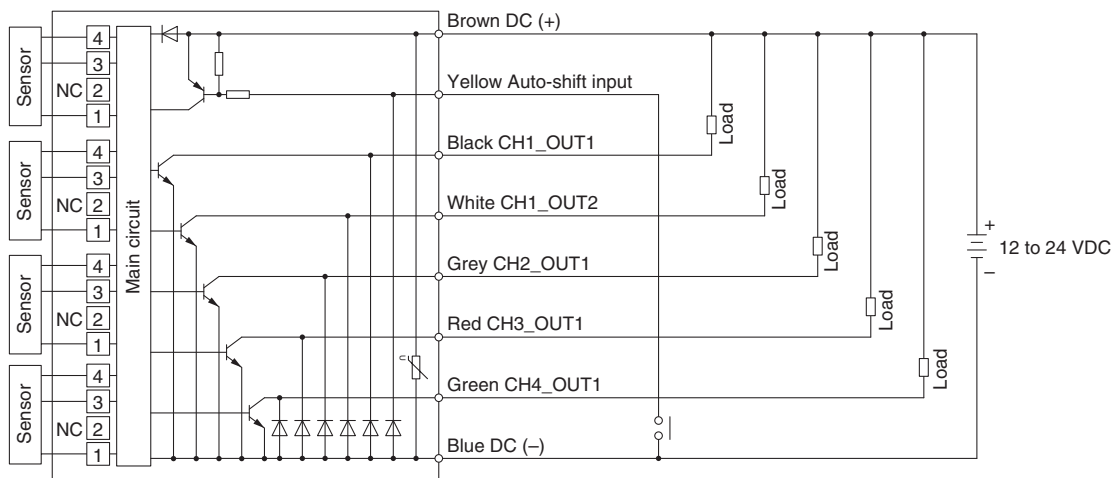 Sensor
4
3
NC 2
1
Sensor
4
3
NC 2
1
Sensor
4
3
NC 2
1
Sensor
4
3
NC 2
1
Main circuit
U
Brown DC (+)
Yellow Auto-shift input
Black CH1_OUT1
White CH1_OUT2
Grey CH2_OUT1
Red CH3_OUT1
Green CH4_OUT1
Blue DC (–)
Load
Load
Load
Load
Load
+
12 to 24 VDC
–